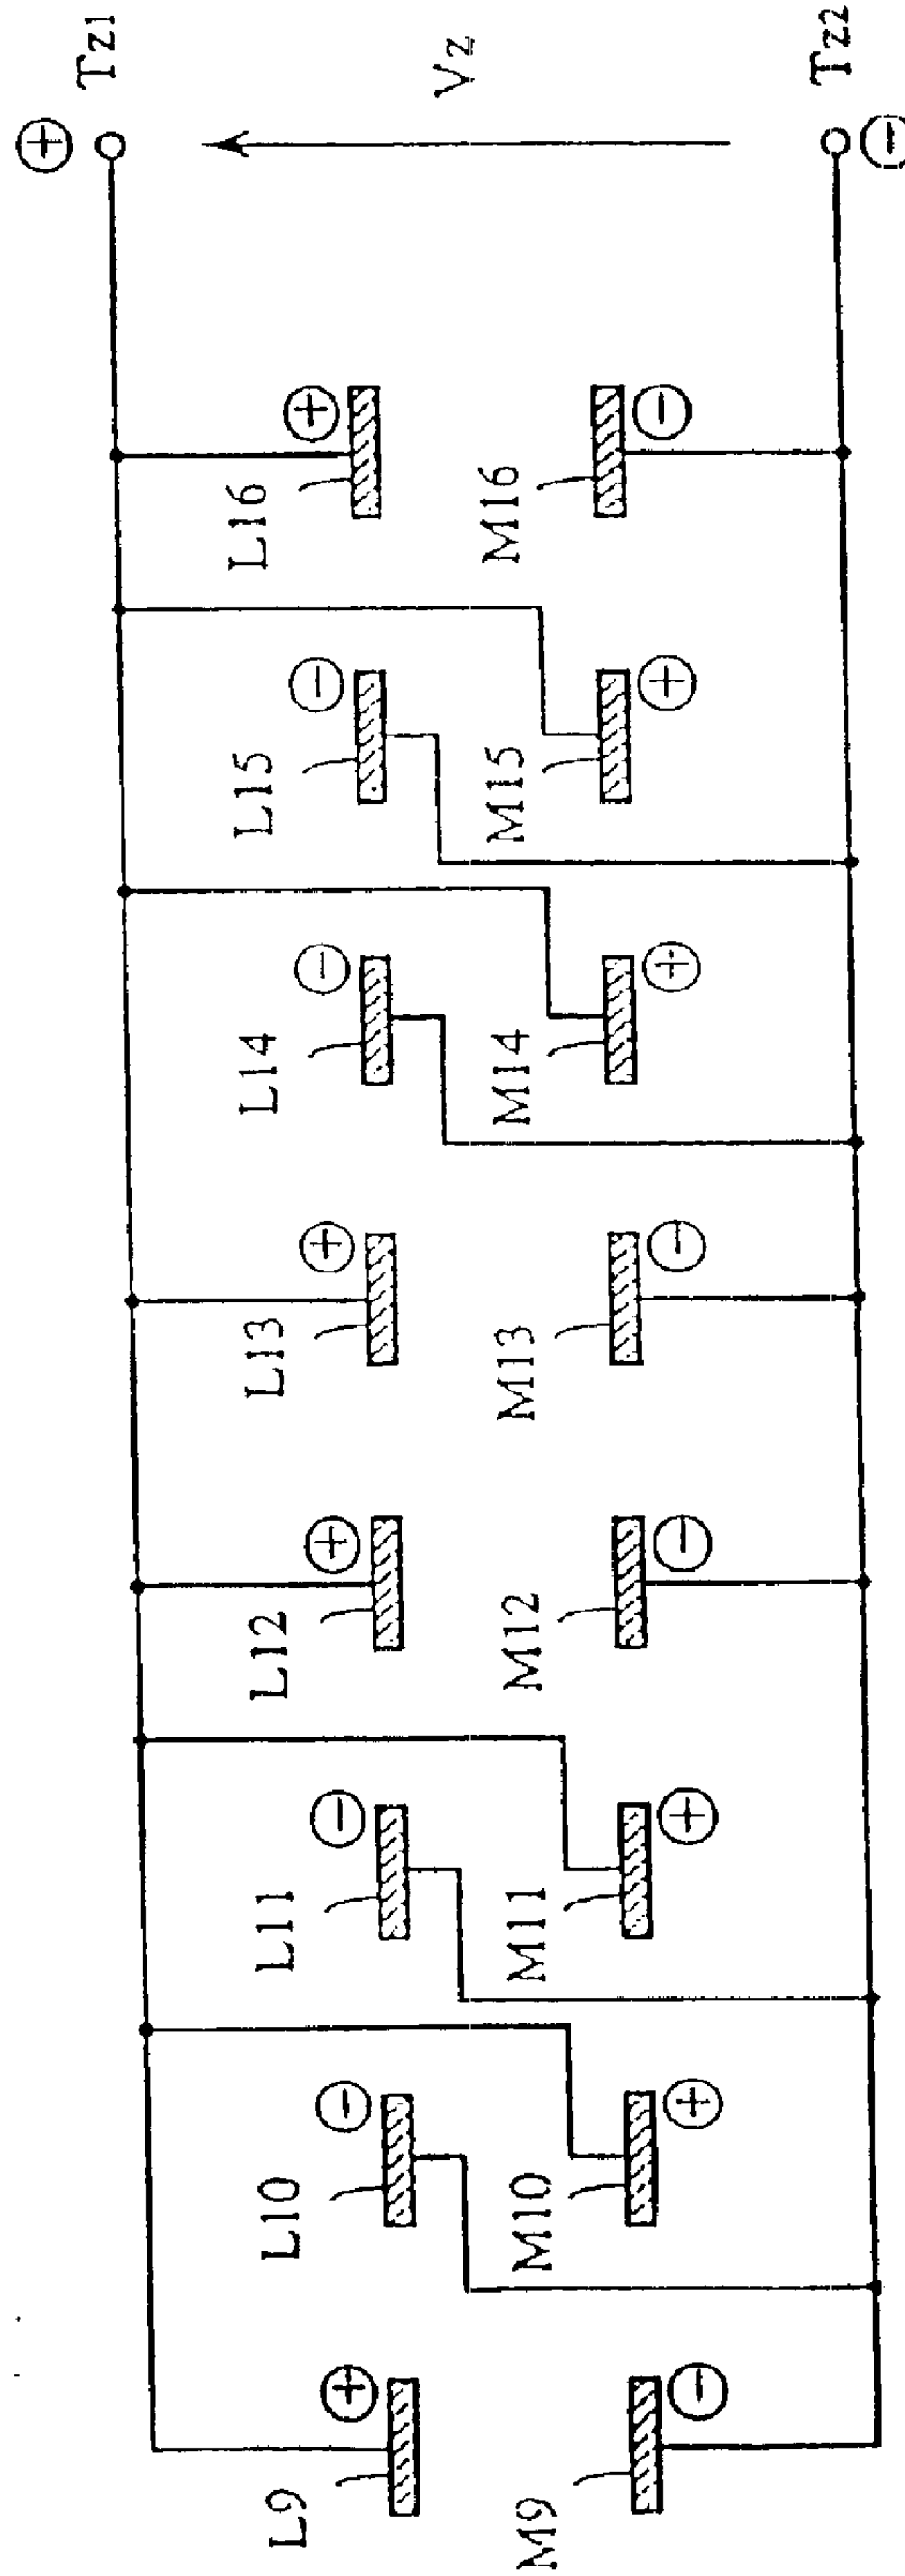 ⊕ Tz1
Vz
Tz2 ⊖
L9 ⊕
L10 ⊖
L11 ⊖
L12 ⊕
L13 ⊕
L14 ⊖
L15 ⊖
L16 ⊕
M9 ⊖
M10 ⊕
M11 ⊕
M12 ⊖
M13 ⊖
M14 ⊕
M15 ⊕
M16 ⊖